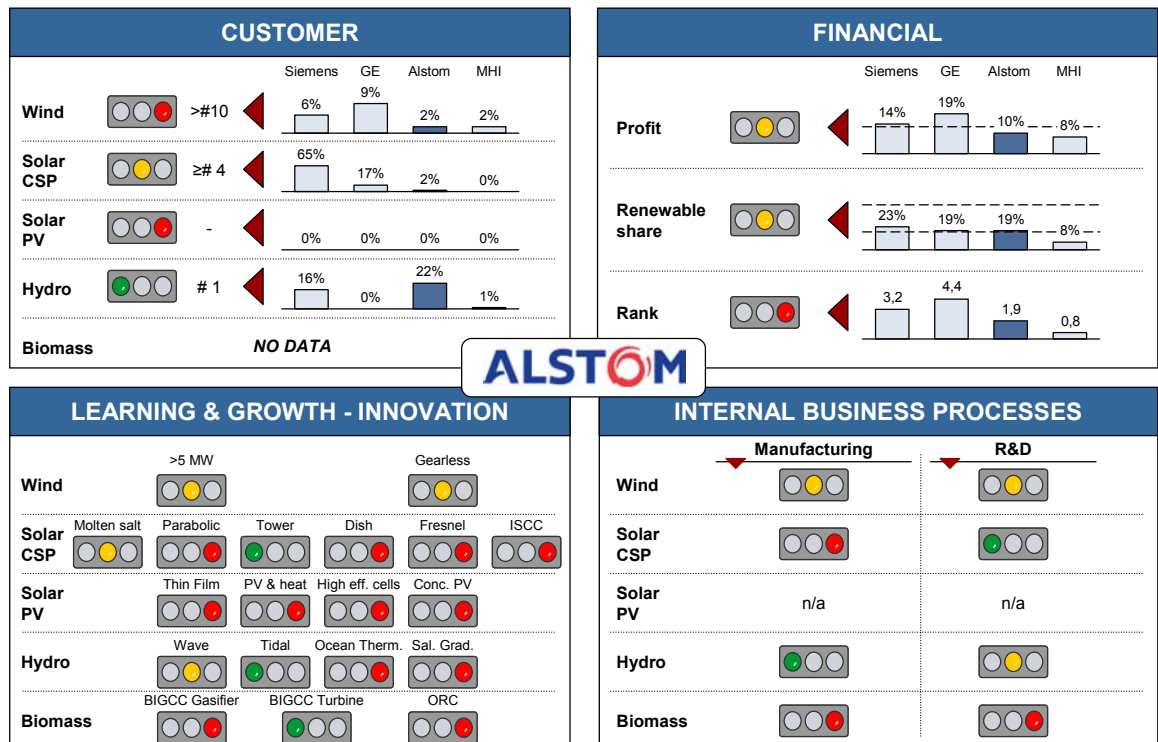 CUSTOMER
Siemens GE Alstom MHI
Wind >#10 6% 9% 2% 2%
Solar CSP ≥# 4 65% 17% 2% 0%
Solar PV - 0% 0% 0% 0%
Hydro # 1 16% 0% 22% 1%
Biomass NO DATA
FINANCIAL
Siemens GE Alstom MHI
Profit 14% 19% 10% 8%
Renewable share 23% 19% 19% 8%
Rank 3,2 4,4 1,9 0,8
ALSTOM
LEARNING & GROWTH - INNOVATION
>5 MW Gearless
Wind
Molten salt Parabolic Tower Dish Fresnel ISCC
Solar CSP
Thin Film PV & heat High eff. cells Conc. PV
Solar PV
Wave Tidal Ocean Therm. Sal. Grad.
Hydro
BIGCC Gasifier BIGCC Turbine ORC
Biomass
INTERNAL BUSINESS PROCESSES
Manufacturing R&D
Wind
Solar CSP
Solar PV n/a n/a
Hydro
Biomass